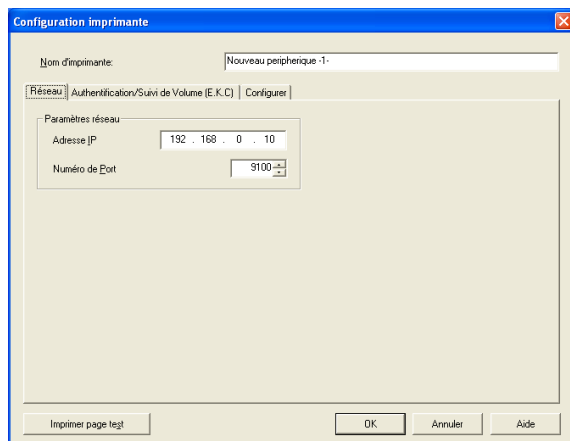 Configuration imprimante
Nom d'imprimante: Nouveau peripherique -1-
Réseau Authentification/Suivi de Volume (E.K.C) Configurer
Paramètres réseau
Adresse IP 192 . 168 . 0 . 10
Numéro de Port 9100
Imprimer page test OK Annuler Aide